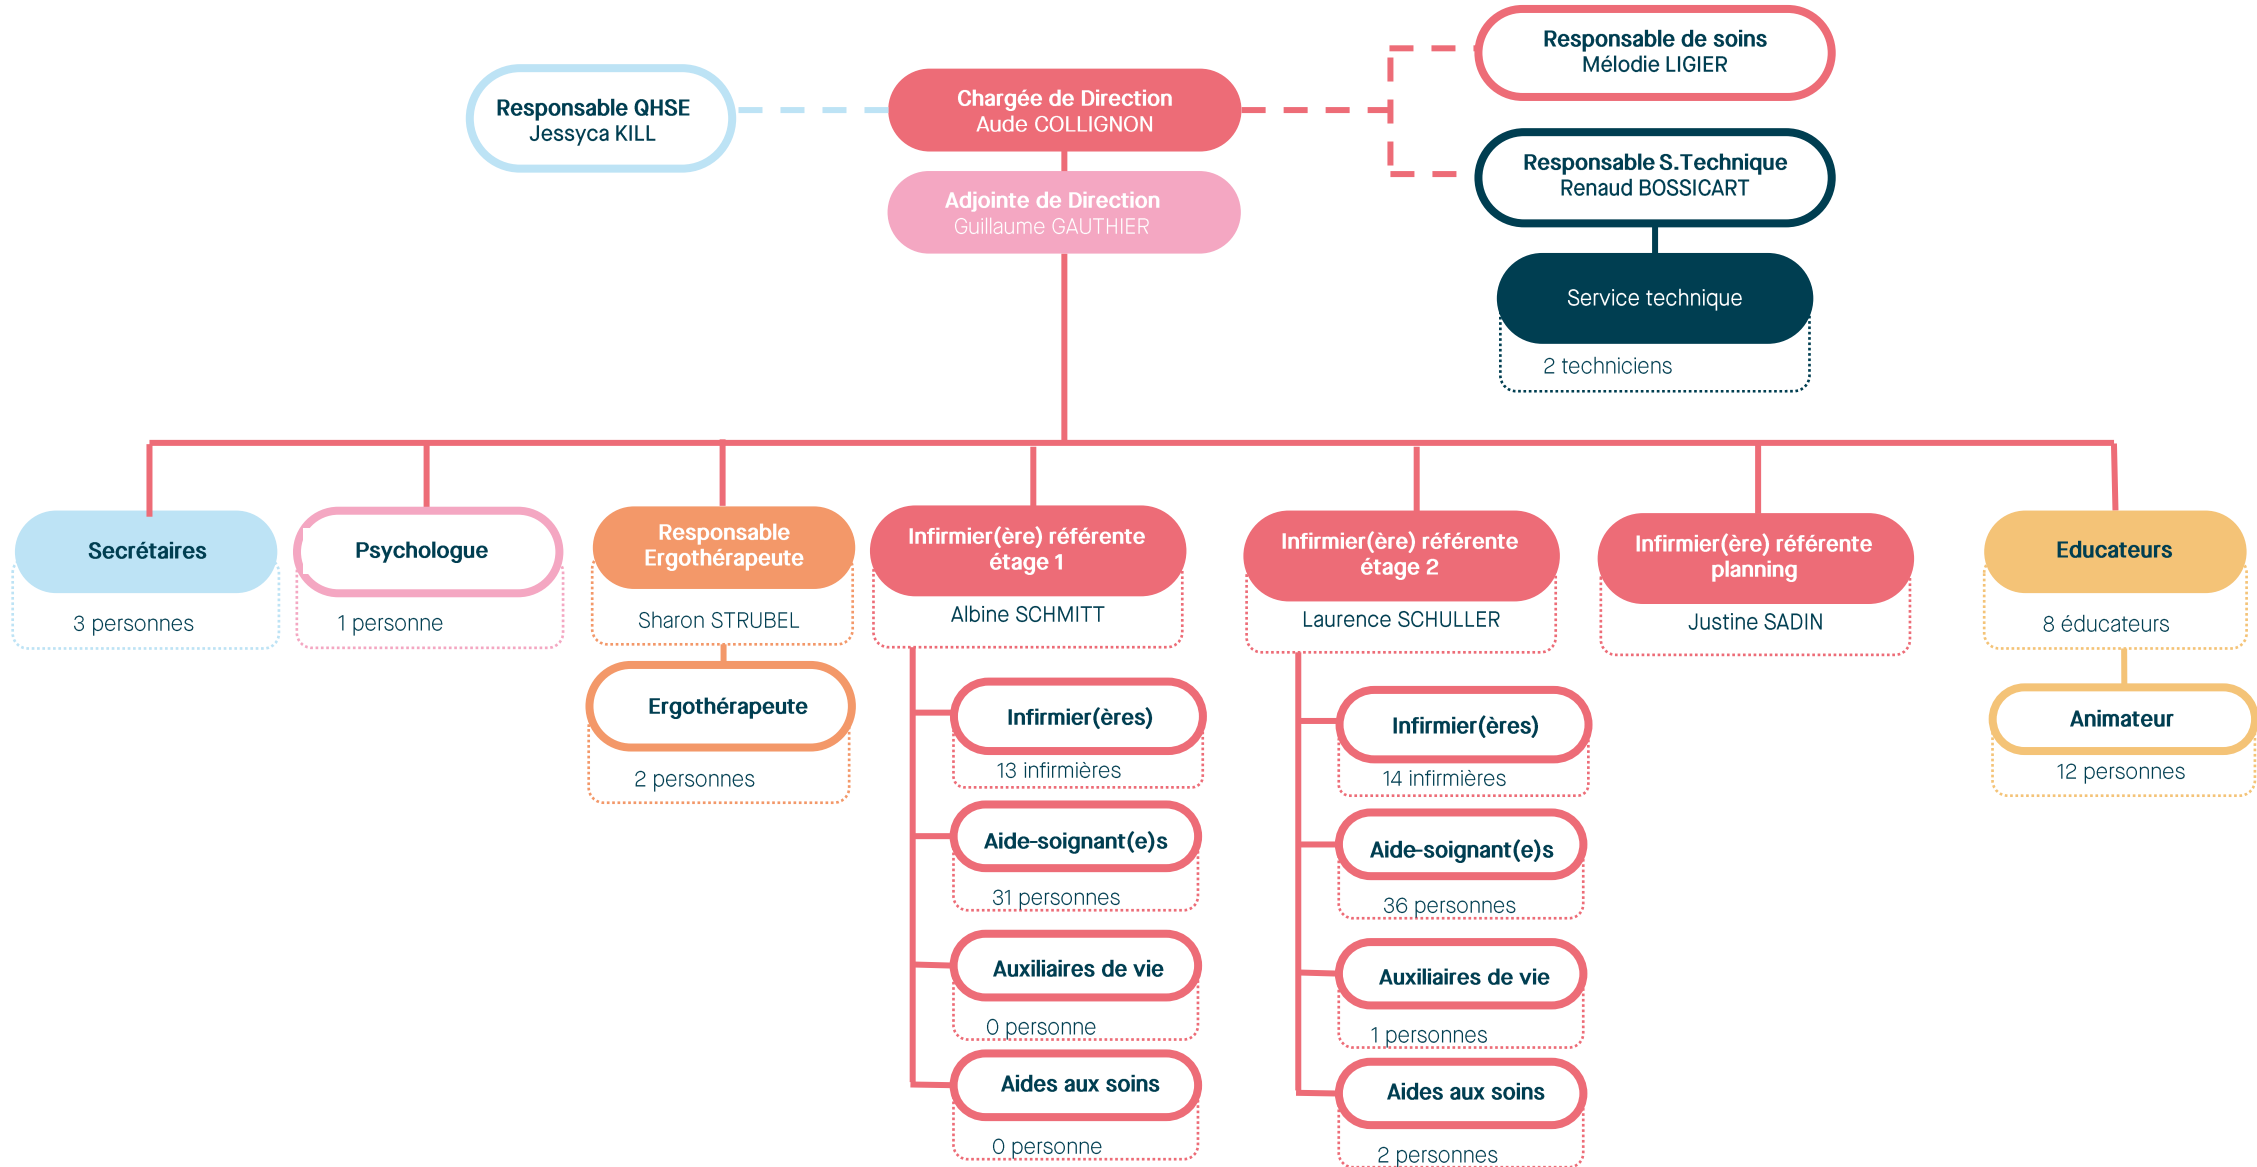 Responsable de soins
Mélodie LIGIER
Responsable QHSE
Jessyca KILL
Chargée de Direction
Aude COLLIGNON
Responsable S.Technique
Renaud BOSSICART
Adjointe de Direction
Guillaume GAUTHIER
Service technique
2 techniciens
Secrétaires
3 personnes
Psychologue
1 personne
Responsable
Ergothérapeute
Sharon STRUBEL
Ergothérapeute
2 personnes
Infirmier(ère) référente
étage 1
Albine SCHMITT
Infirmier(ères)
13 infirmières
Aide-soignant(e)s
31 personnes
Auxiliaires de vie
0 personne
Aides aux soins
0 personne
Infirmier(ère) référente
étage 2
Laurence SCHULLER
Infirmier(ères)
14 infirmières
Aide-soignant(e)s
36 personnes
Auxiliaires de vie
1 personnes
Aides aux soins
2 personnes
Infirmier(ère) référente
planning
Justine SADIN
Educateurs
8 éducateurs
Animateur
12 personnes